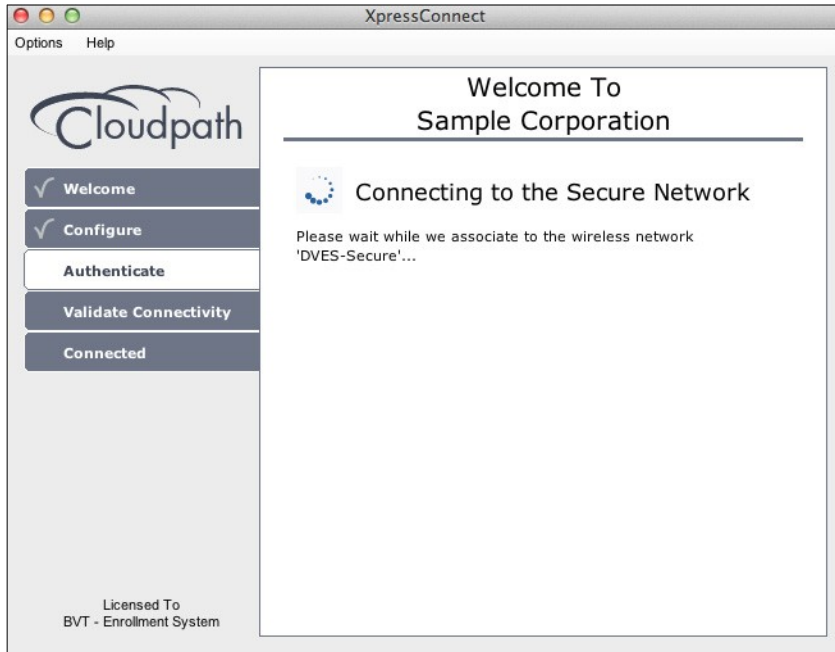 XpressConnect
Options Help
Cloudpath
Welcome
Configure
Authenticate
Validate Connectivity
Connected
Licensed To
BVT - Enrollment System
Welcome To
Sample Corporation
Connecting to the Secure Network
Please wait while we associate to the wireless network
'DVES-Secure'...